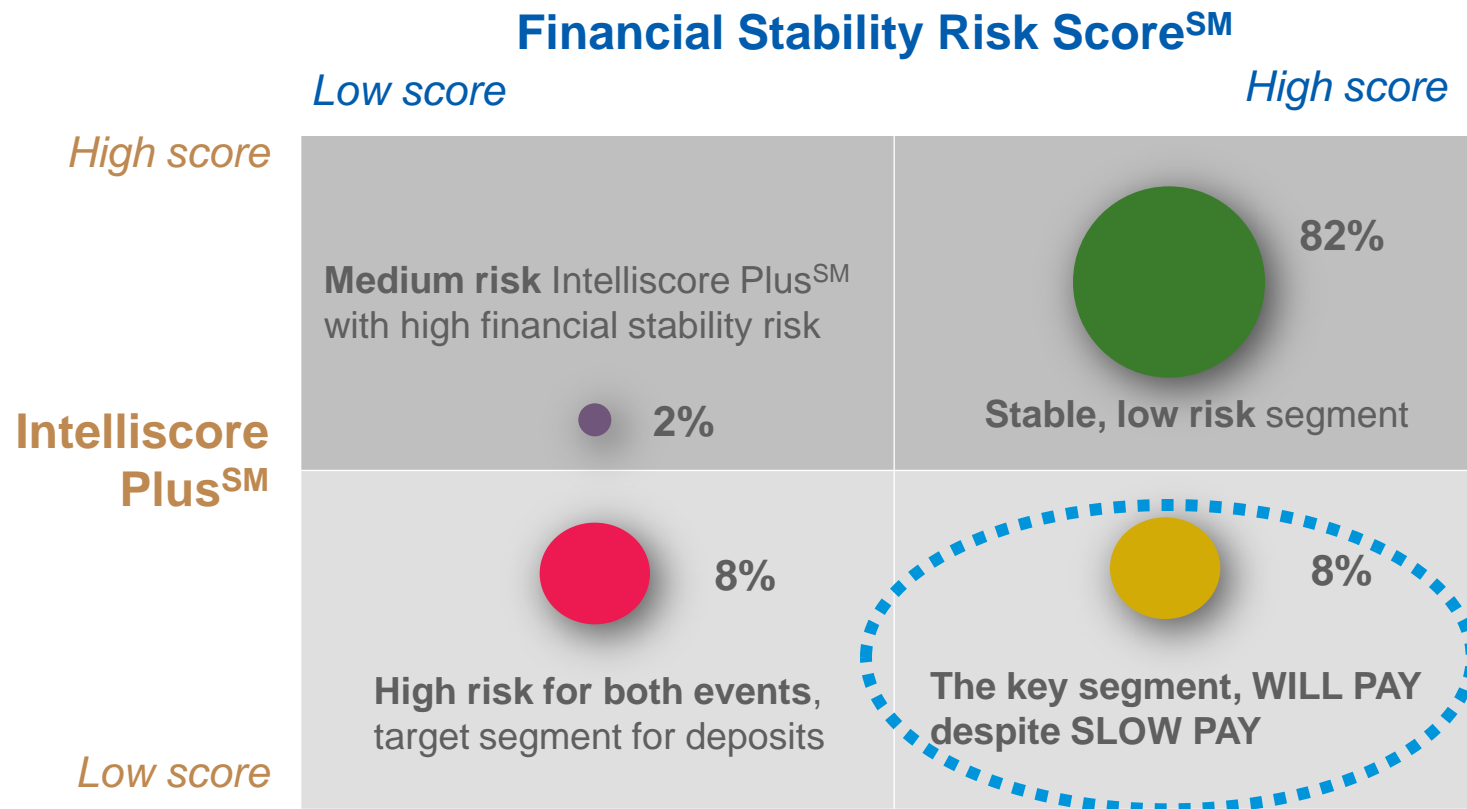 Financial Stability Risk ScoreSM
Low score
High score
High score
Medium risk Intelliscore PlusSM
with high financial stability risk
2%
82%
Stable, low risk segment
Intelliscore
PlusSM
8%
High risk for both events,
target segment for deposits
8%
The key segment, WILL PAY
despite SLOW PAY
Low score